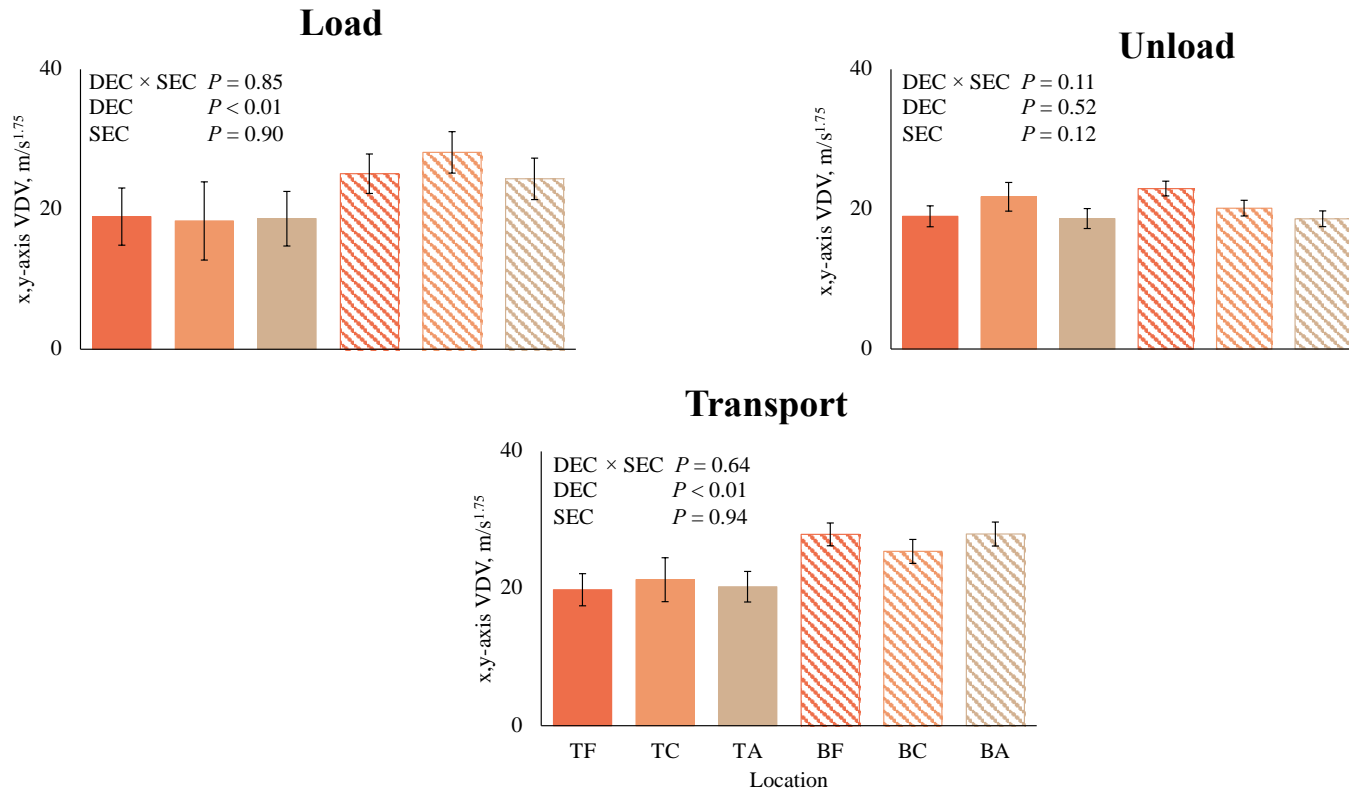 Load
40
20
0
x,y-axis VDV, m/s^1.75
DEC × SEC P = 0.85
DEC P < 0.01
SEC P = 0.90
Unload
40
20
0
x,y-axis VDV, m/s^1.75
DEC × SEC P = 0.11
DEC P = 0.52
SEC P = 0.12
Transport
40
20
0
x,y-axis VDV, m/s^1.75
DEC × SEC P = 0.64
DEC P < 0.01
SEC P = 0.94
TF TC TA BF BC BA
Location